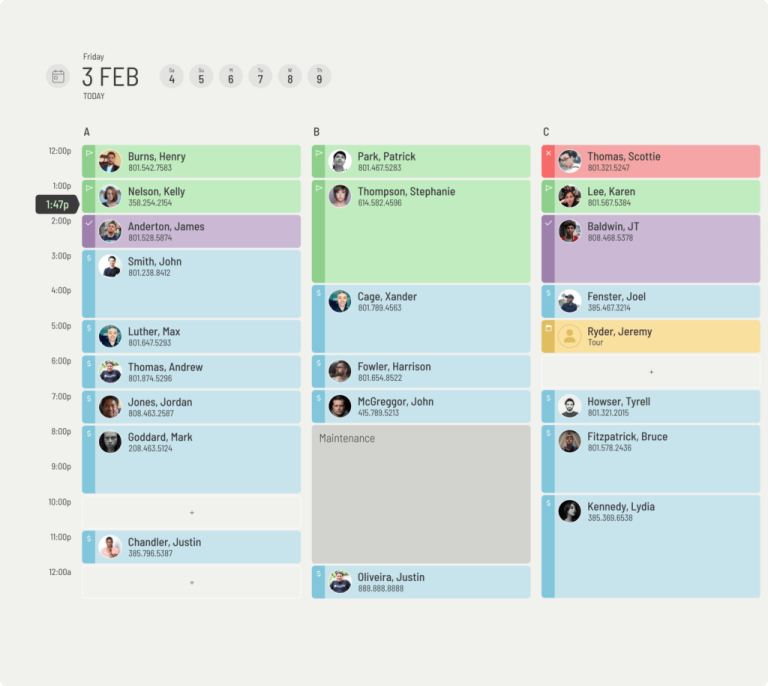 Friday
3 FEB
TODAY
Sa
4
Su
5
M
6
Tu
7
W
8
Th
9
A
B
C
12:00p
1:00p
1:47p
2:00p
3:00p
4:00p
5:00p
6:00p
7:00p
8:00p
9:00p
10:00p
11:00p
12:00a
Burns, Henry
801.542.7583
Nelson, Kelly
358.254.2154
Anderton, James
801.528.5874
$
Smith, John
801.238.8412
$
Luther, Max
801.647.5293
$
Thomas, Andrew
801.874.5296
$
Jones, Jordan
808.463.2587
$
Goddard, Mark
208.463.5124
+
$
Chandler, Justin
385.796.5387
+
Park, Patrick
801.467.5283
Thompson, Stephanie
614.582.4596
$
Cage, Xander
801.789.4563
$
Fowler, Harrison
801.654.8522
$
McGreggor, John
415.789.5213
Maintenance
$
Oliveira, Justin
888.888.8888
Thomas, Scottie
801.321.5247
Lee, Karen
801.567.5384
Baldwin, JT
808.468.5378
$
Fenster, Joel
385.467.3214
Ryder, Jeremy
Tour
+
$
Howser, Tyrell
801.321.2015
$
Fitzpatrick, Bruce
801.578.2436
$
Kennedy, Lydia
385.369.6538